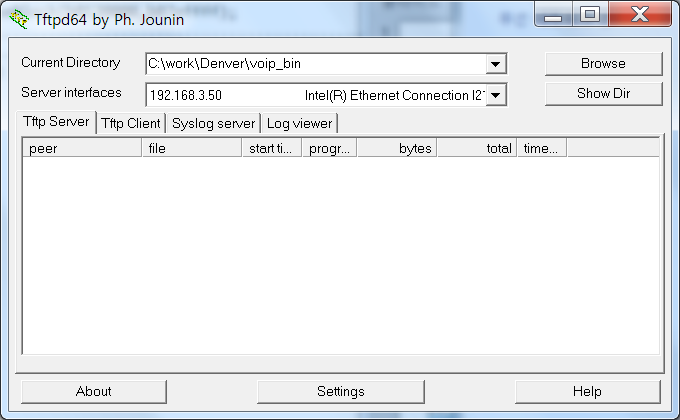 Tftpd64 by Ph. Jounin
Current Directory C:\work\Denver\voip_bin Browse
Server interfaces 192.168.3.50 Intel(R) Ethernet Connection I21 Show Dir
Tftp Server Tftp Client Syslog server Log viewer
peer file start ti... progr... bytes total time...
About Settings Help